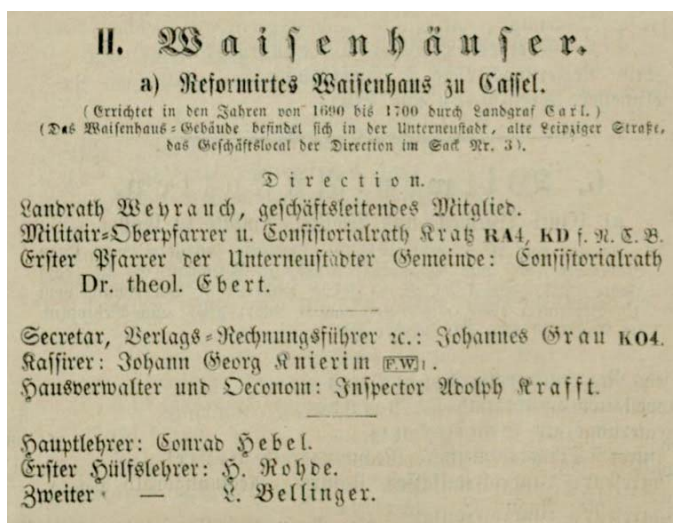 II. Waisenhäuser.
a) Reformirtes Waisenhaus zu Cassel.
(Errichtet in den Jahren von 1690 bis 1700 durch Landgraf Carl.)
(Das Waisenhaus=Gebäude befindet sich in der Unterneustadt, alte Leipziger Straße,
das Geschäftslocal der Direction im Sack Nr. 3).
Direction.
Landrath Weyrauch, geschäftsleitendes Mitglied.
Militair=Oberpfarrer u. Consistorialrath Kratz RA4, KD s. R. C. B.
Erster Pfarrer der Unterneustadter Gemeinde: Consistorialrath
Dr. theol. Ebert.
Secretar, Verlags=Rechnungsführer ꝛc.: Johannes Grau KO4.
Kassirer: Johann Georg Knierim F.W1.
Hausverwalter und Oeconom: Inspector Adolph Krafft.
Hauptlehrer: Conrad Hebel.
Erster Hülfslehrer: H. Rohde.
Zweiter — L. Bellinger.